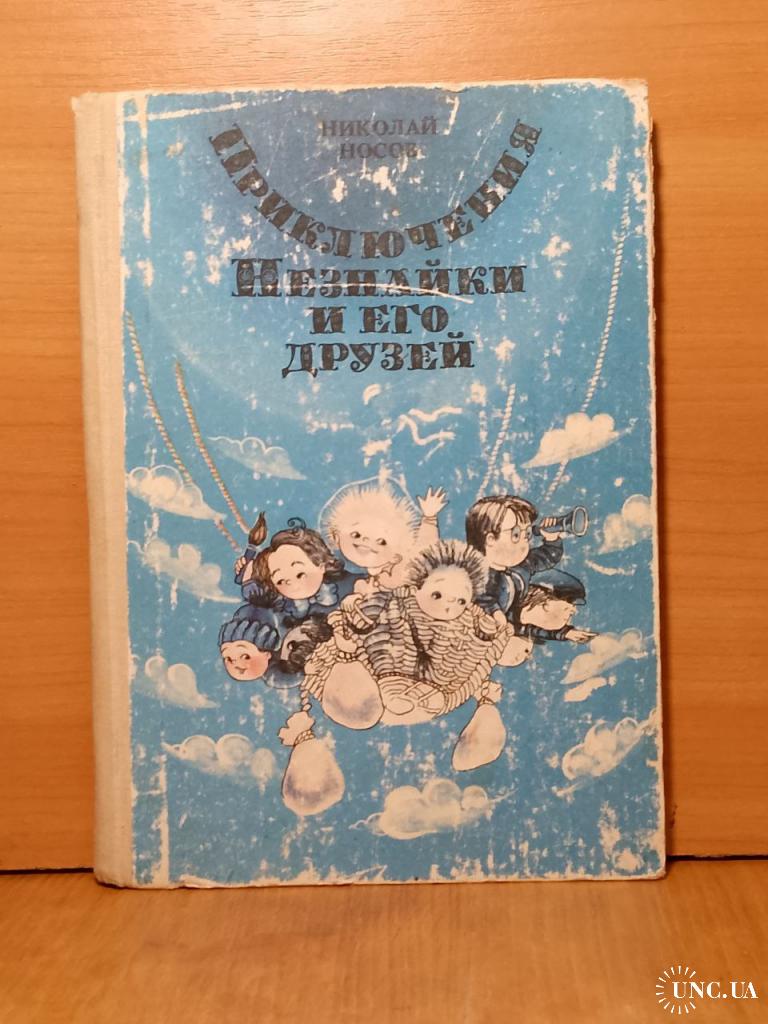 НИКОЛАЙ
НОСОВ
ПРИКЛЮЧЕНИЯ
НЕЗНАЙКИ
И ЕГО
ДРУЗЕЙ
UNC.UA